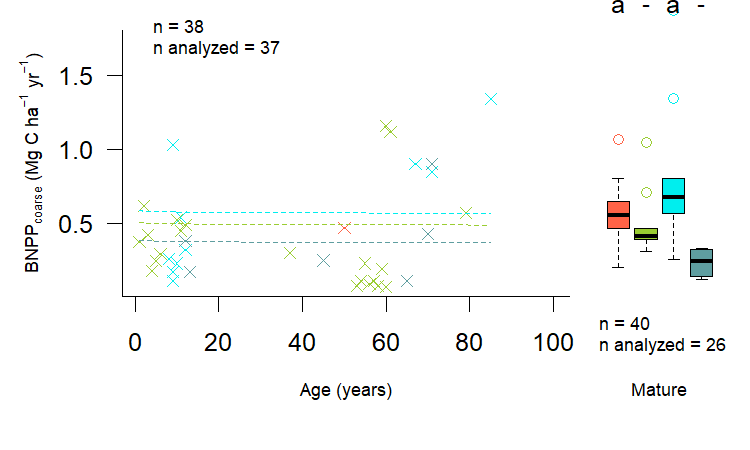 a - a -
n = 38
n analyzed = 37
BNPPcoarse (Mg C ha−1 yr−1)
1.5
1.0
0.5
0 20 40 60 80 100
Age (years)
n = 40
n analyzed = 26
Mature